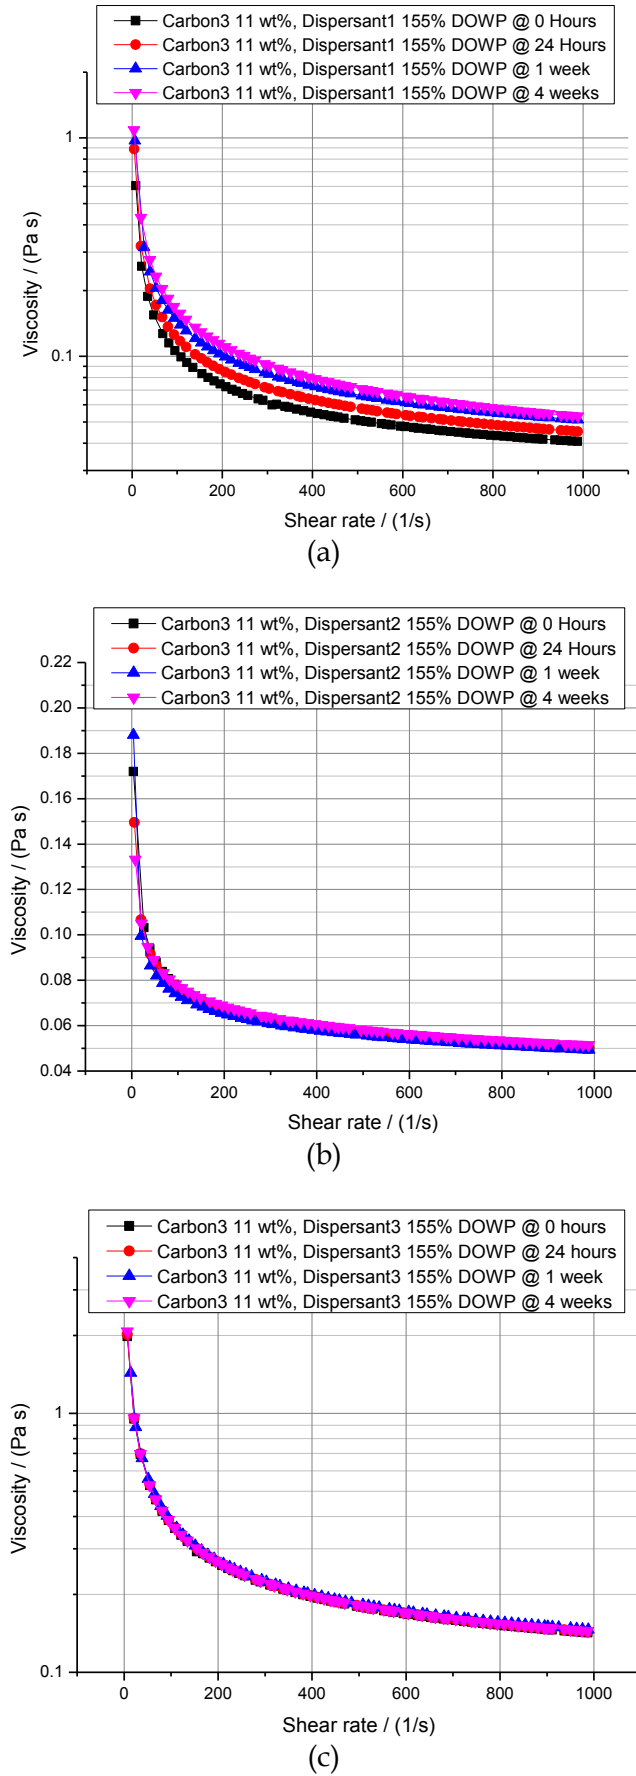 Carbon3 11 wt%, Dispersant1 155% DOWP @ 0 Hours
Carbon3 11 wt%, Dispersant1 155% DOWP @ 24 Hours
Carbon3 11 wt%, Dispersant1 155% DOWP @ 1 week
Carbon3 11 wt%, Dispersant1 155% DOWP @ 4 weeks
1
0.1
Viscosity / (Pa s)
0 200 400 600 800 1000
Shear rate / (1/s)
(a)
Carbon3 11 wt%, Dispersant2 155% DOWP @ 0 Hours
Carbon3 11 wt%, Dispersant2 155% DOWP @ 24 Hours
Carbon3 11 wt%, Dispersant2 155% DOWP @ 1 week
Carbon3 11 wt%, Dispersant2 155% DOWP @ 4 weeks
0.22
0.20
0.18
0.16
0.14
0.12
0.10
0.08
0.06
0.04
Viscosity / (Pa s)
0 200 400 600 800 1000
Shear rate / (1/s)
(b)
Carbon3 11 wt%, Dispersant3 155% DOWP @ 0 hours
Carbon3 11 wt%, Dispersant3 155% DOWP @ 24 hours
Carbon3 11 wt%, Dispersant3 155% DOWP @ 1 week
Carbon3 11 wt%, Dispersant3 155% DOWP @ 4 weeks
1
0.1
Viscosity / (Pa s)
0 200 400 600 800 1000
Shear rate / (1/s)
(c)